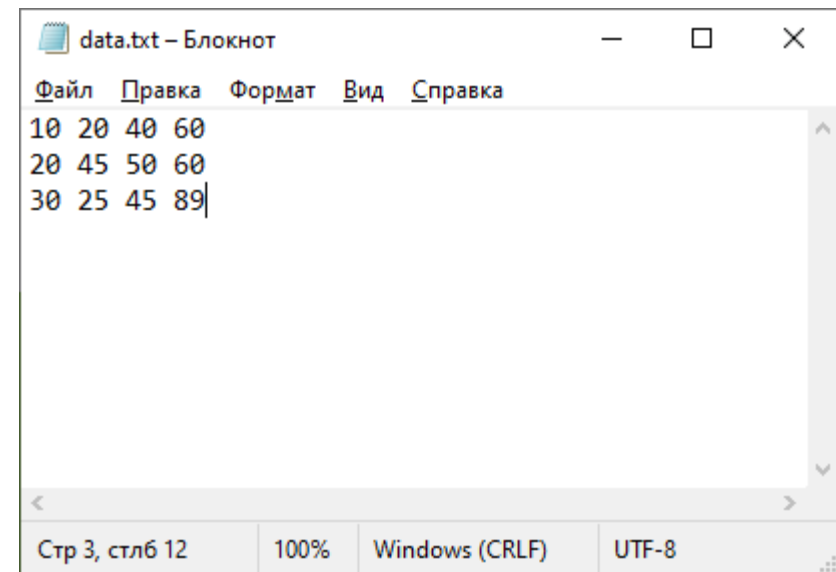 data.txt – Блокнот
Файл Правка Формат Вид Справка
10 20 40 60
20 45 50 60
30 25 45 89
Стр 3, стлб 12 100% Windows (CRLF) UTF-8